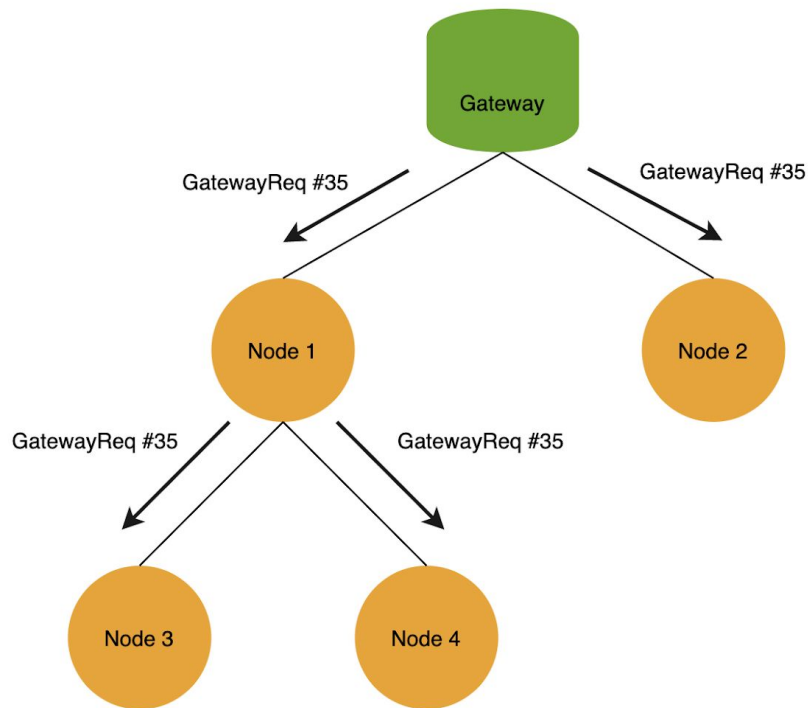 Gateway
GatewayReq #35
GatewayReq #35
Node 1
Node 2
GatewayReq #35
GatewayReq #35
Node 3
Node 4